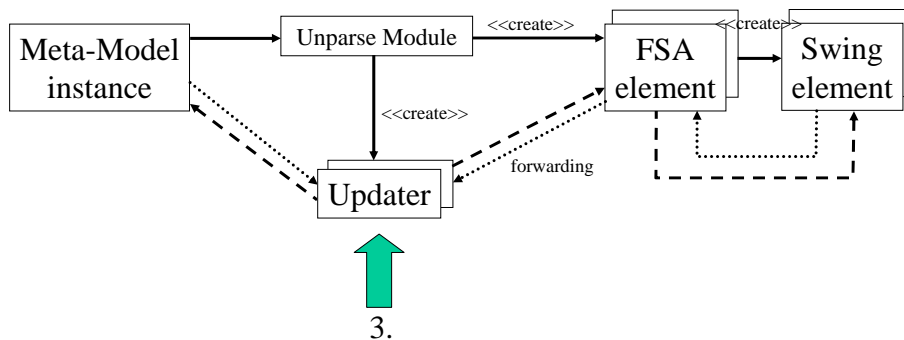 <<create>>
<<create>>
Meta-Model
instance
Unparse Module
FSA
element
Swing
element
<<create>>
forwarding
Updater
3.